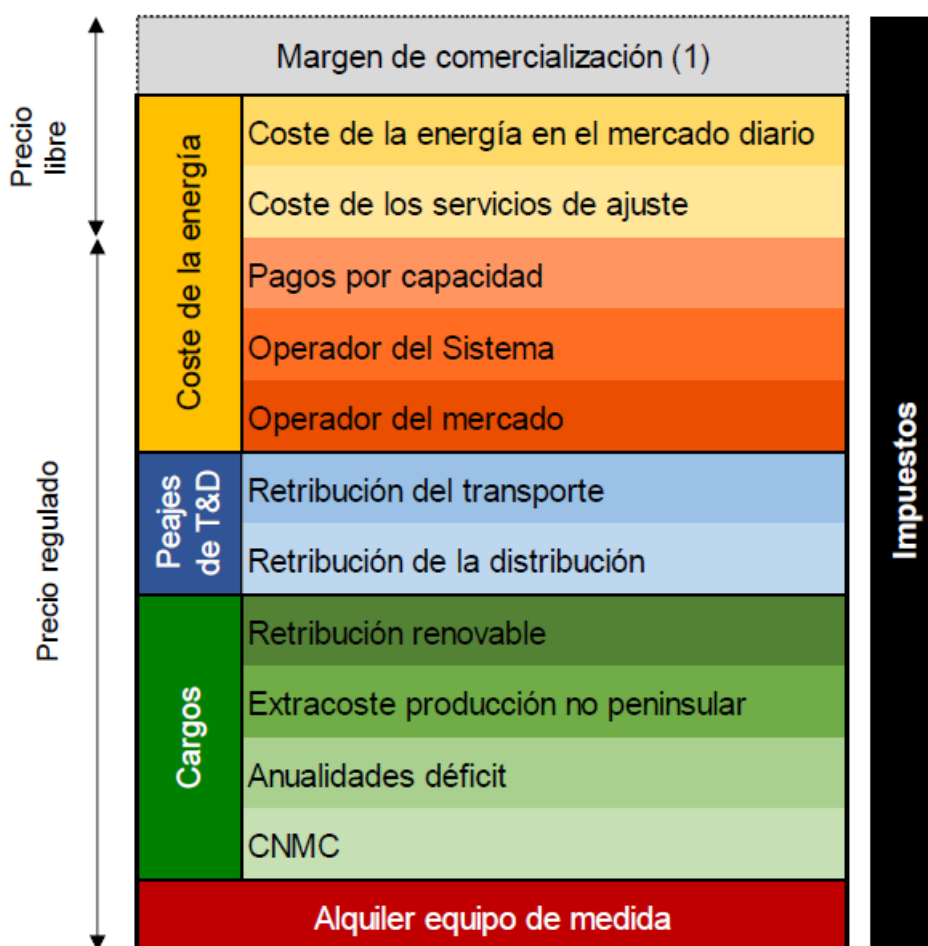 Margen de comercialización (1)
Precio
libre
Coste de la energía
Coste de la energía en el mercado diario
Coste de los servicios de ajuste
Pagos por capacidad
Operador del Sistema
Operador del mercado
Precio regulado
Peajes
de T&D
Retribución del transporte
Retribución de la distribución
Cargos
Retribución renovable
Extracoste producción no peninsular
Anualidades déficit
CNMC
Alquiler equipo de medida
Impuestos